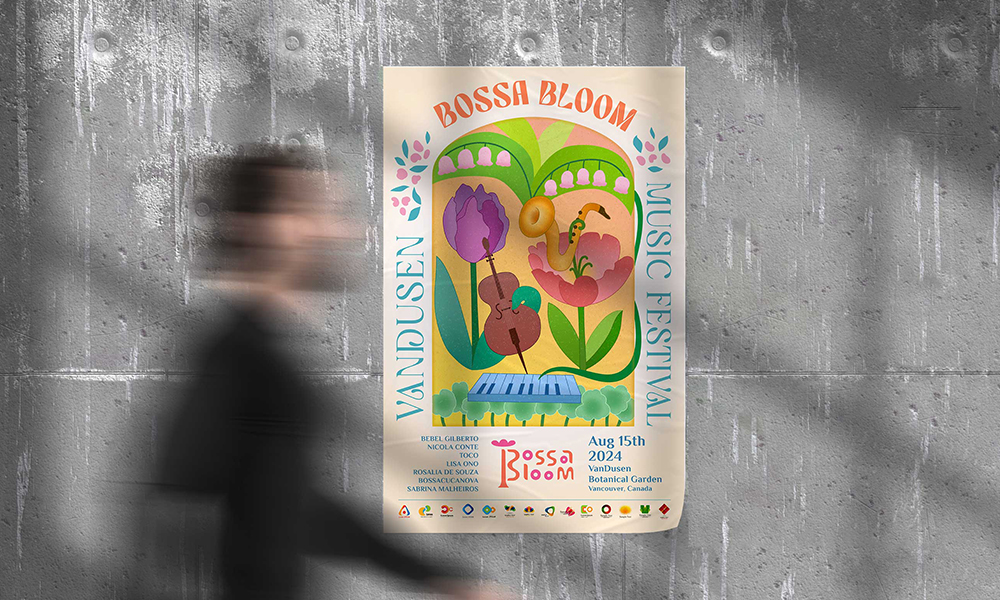 BOSSA BLOOM
VANDUSEN
MUSIC FESTIVAL
BEBEL GILBERTO
NICOLA CONTE
TOCO
LISA ONO
ROSALIA DE SOUZA
BOSSACUCANOVA
SABRINA MALHEIROS
Bossa
Bloom
Aug 15th
2024
VanDusen
Botanical Garden
Vancouver, Canada